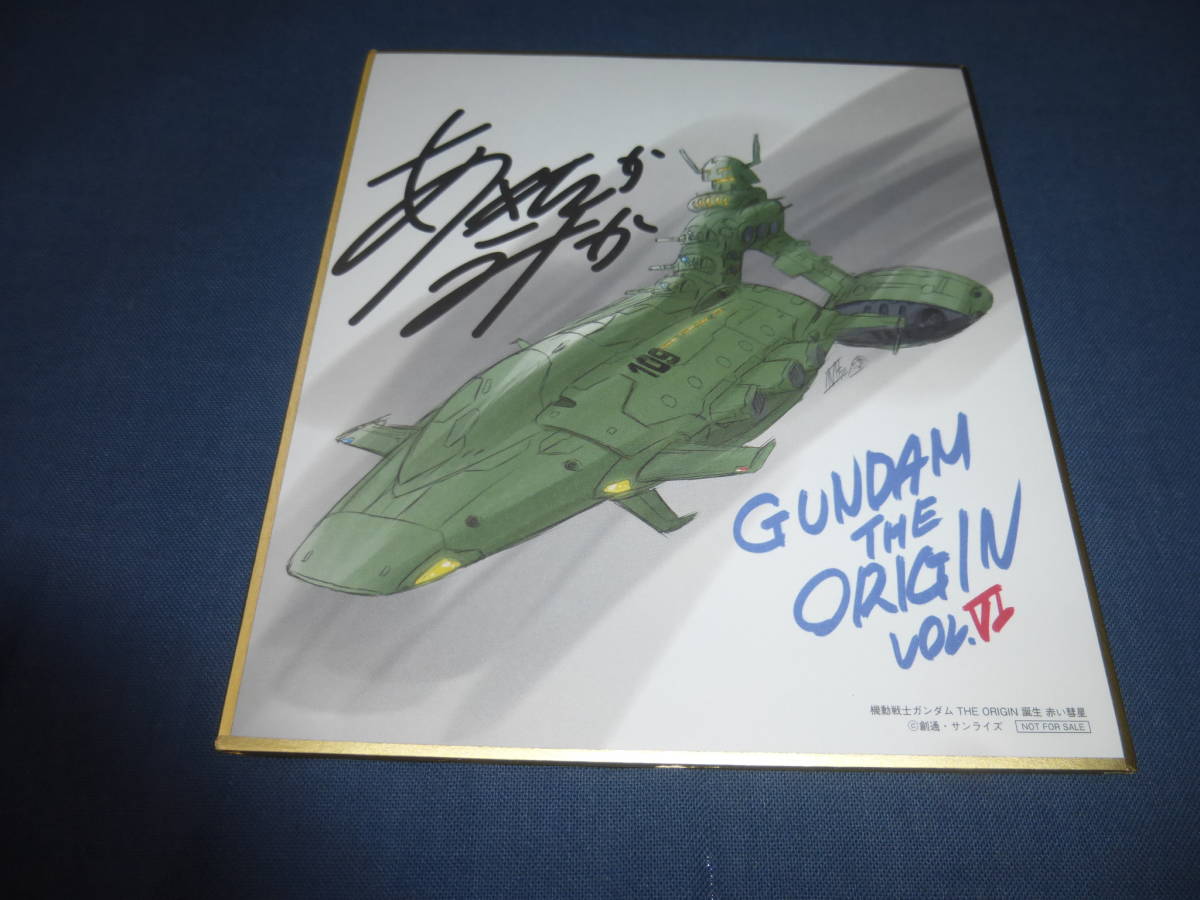 109
GUNDAM
THE
ORIGIN
VOL.VI
機動戦士ガンダム THE ORIGIN 誕生 赤い彗星
©創通・サンライズ NOT FOR SALE